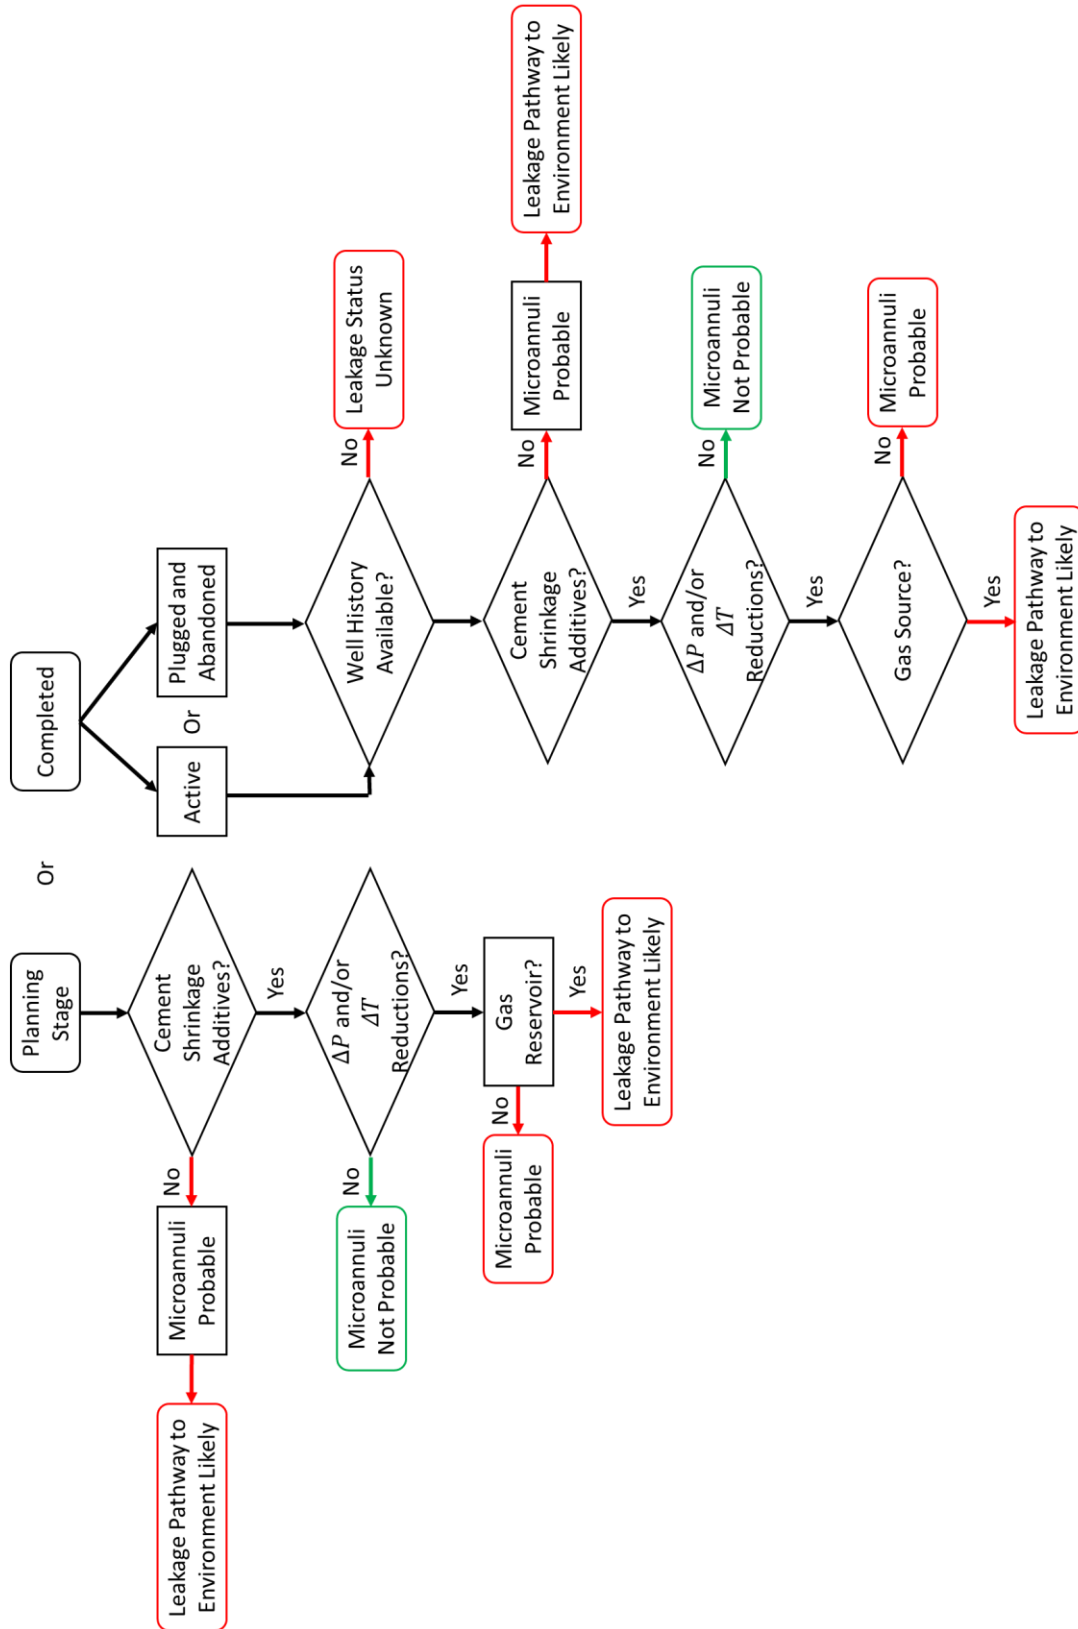 Planning
Stage
Or
Completed
Cement
Shrinkage
Additives?
No
Microannuli
Probable
Leakage Pathway to
Environment Likely
Yes
ΔP and/or
ΔT
Reductions?
No
Microannuli
Not Probable
Yes
Gas
Reservoir?
No
Microannuli
Probable
Yes
Leakage Pathway to
Environment Likely
Active
Or
Plugged and
Abandoned
Well History
Available?
No
Leakage Status
Unknown
Cement
Shrinkage
Additives?
No
Microannuli
Probable
Leakage Pathway to
Environment Likely
Yes
ΔP and/or
ΔT
Reductions?
No
Microannuli
Not Probable
Yes
Gas Source?
No
Microannuli
Probable
Yes
Leakage Pathway to
Environment Likely